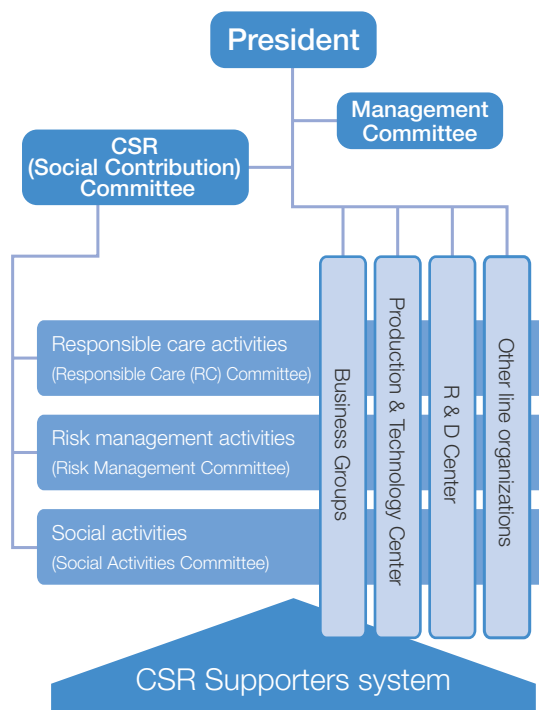 President
Management
Committee
CSR
(Social Contribution)
Committee
Responsible care activities
(Responsible Care (RC) Committee)
Risk management activities
(Risk Management Committee)
Social activities
(Social Activities Committee)
Business Groups
Production & Technology Center
R & D Center
Other line organizations
CSR Supporters system